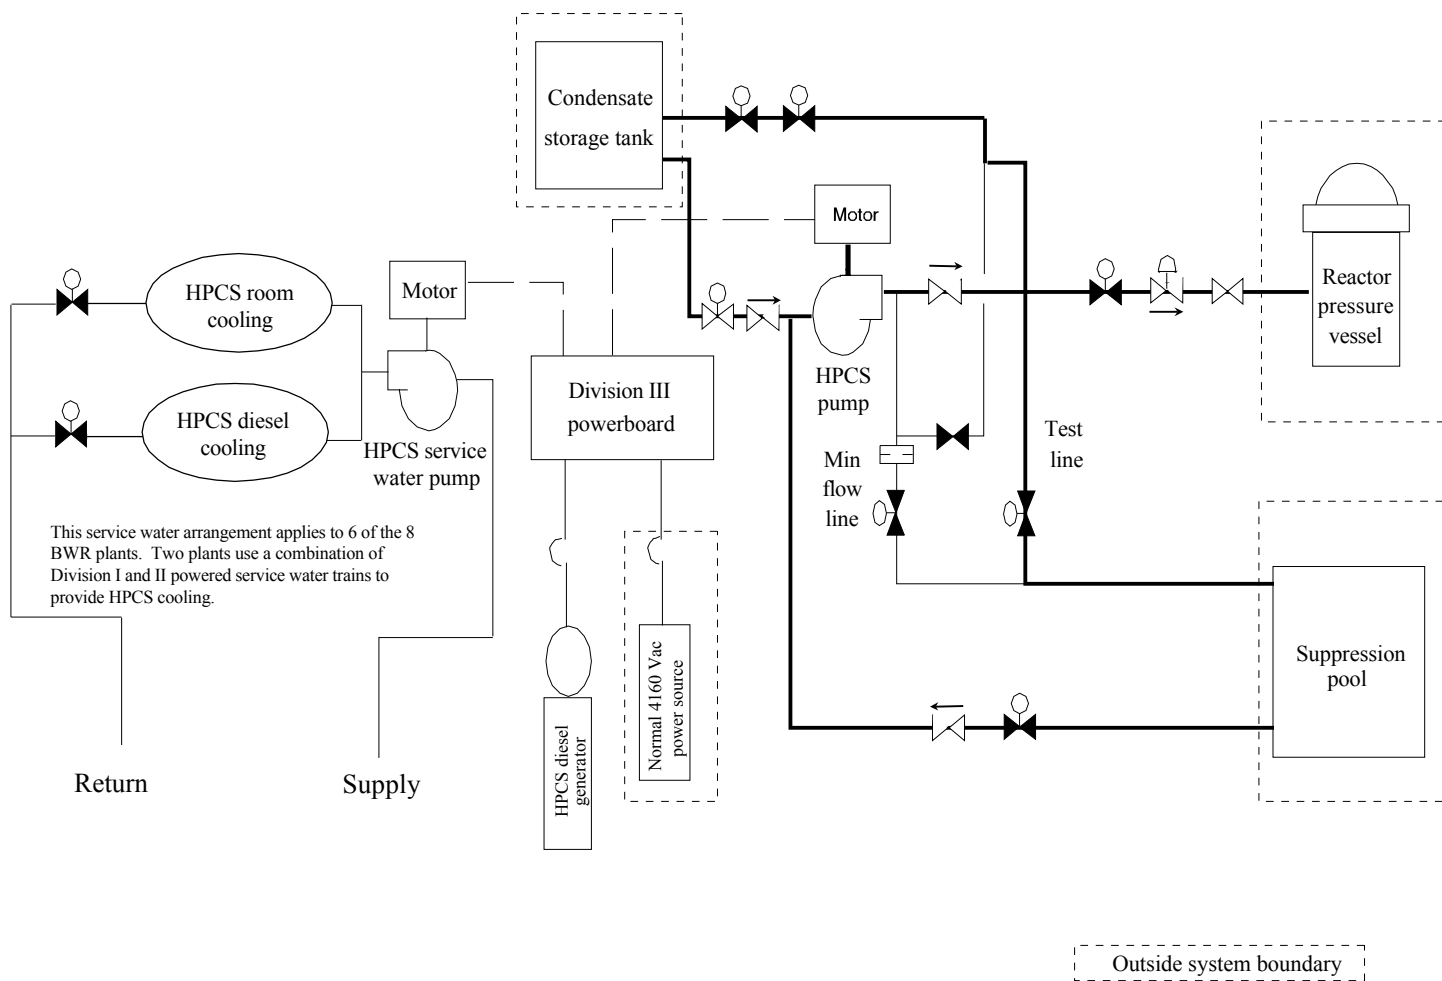 Condensate
storage tank
Motor
Reactor
pressure
vessel
HPCS room
cooling
Motor
HPCS
pump
Division III
powerboard
HPCS diesel
cooling
HPCS service
water pump
Min
flow
line
Test
line
This service water arrangement applies to 6 of the 8
BWR plants.  Two plants use a combination of
Division I and II powered service water trains to
provide HPCS cooling.
Suppression
pool
Normal 4160 Vac
power source
HPCS diesel
generator
Return
Supply
Outside system boundary